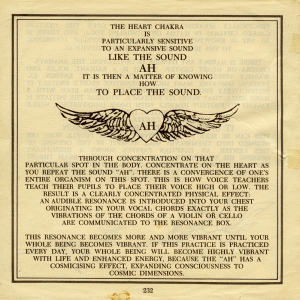 THE HEART CHAKRA
IS
PARTICULARLY SENSITIVE
TO AN EXPANSIVE SOUND
LIKE THE SOUND
AH
IT IS THEN A MATTER OF KNOWING
HOW
TO PLACE THE SOUND.
AH
THROUGH CONCENTRATION ON THAT
PARTICULAR SPOT IN THE BODY. CONCENTRATE ON THE HEART AS
YOU REPEAT THE SOUND "AH". THERE IS A CONVERGENCE OF ONE'S
ENTIRE ORGANISM ON THIS SPOT. THIS IS HOW VOICE TEACHERS
TEACH THEIR PUPILS TO PLACE THEIR VOICE HIGH OR LOW. THE
RESULT IS A CLEARLY CONCENTRATED PHYSICAL EFFECT:
AN AUDIBLE RESONANCE IS INTRODUCED INTO YOUR CHEST
ORIGINATING IN YOUR VOCAL CHORDS EXACTLY AS THE
VIBRATIONS OF THE CHORDS OF A VIOLIN OR CELLO
ARE COMMUNICATED TO THE RESONANCE BOX.
THIS RESONANCE BECOMES MORE AND MORE VIBRANT UNTIL YOUR
WHOLE BEING BECOMES VIBRANT. IF THIS PRACTICE IS PRACTICED
EVERY DAY, YOUR WHOLE BEING WILL BECOME HIGHLY VIBRANT
WITH LIFE AND ENHANCED ENERGY, BECAUSE THE "AH" HAS A
COSMICISING EFFECT, EXPANDING CONSCIOUSNESS TO
COSMIC DIMENSIONS.
232